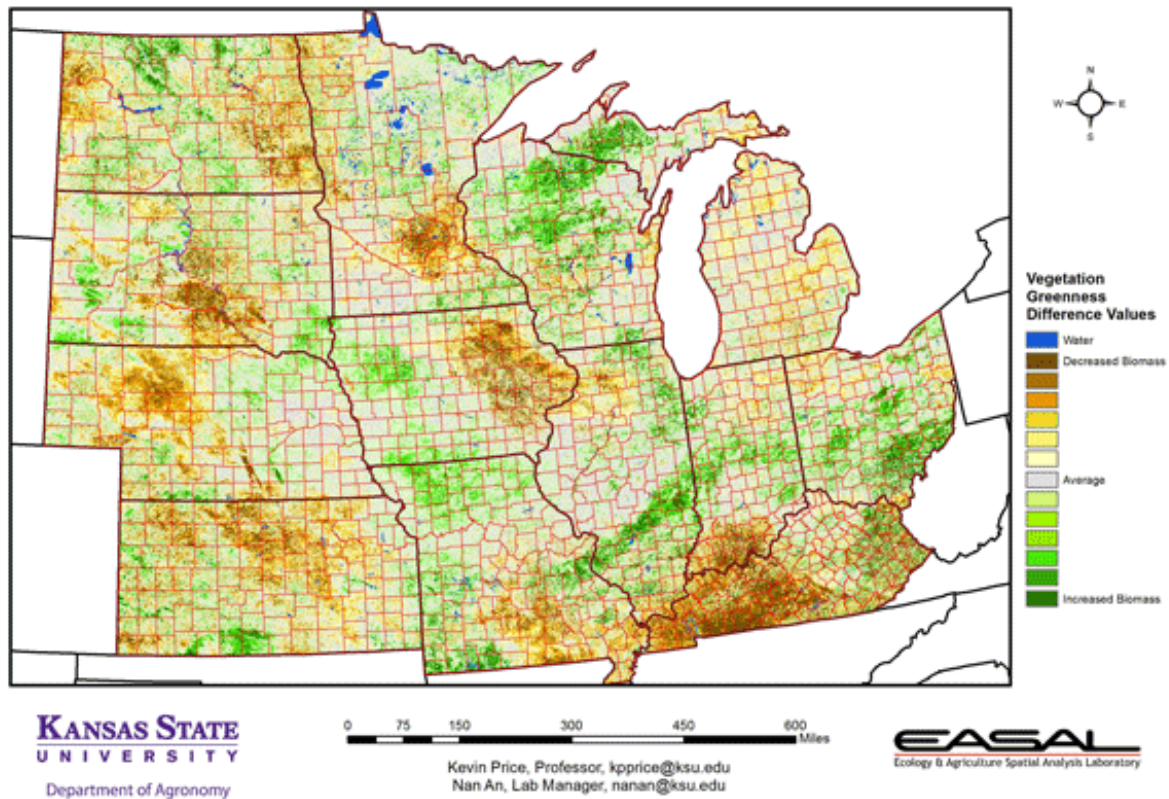 N
W
E
S
Vegetation
Greenness
Difference Values
Water
Decreased Biomass
Average
Increased Biomass
KANSAS STATE
UNIVERSITY
Department of Agronomy
0 75 150 300 450 600
Miles
Kevin Price, Professor, kpprice@ksu.edu
Nan An, Lab Manager, nanan@ksu.edu
EASAL
Ecology & Agriculture Spatial Analysis Laboratory